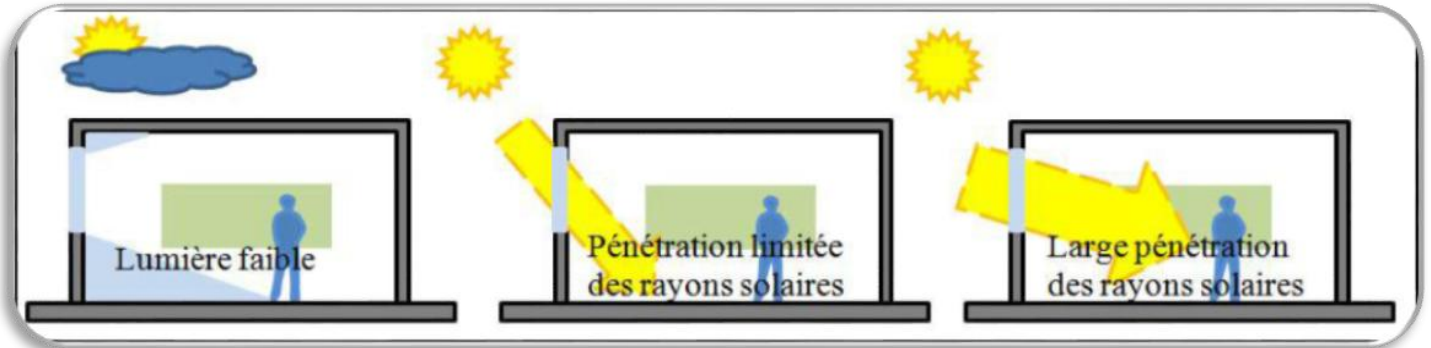 Lumière faible
Pénétration limitée
des rayons solaires
Large pénétration
des rayons solaires